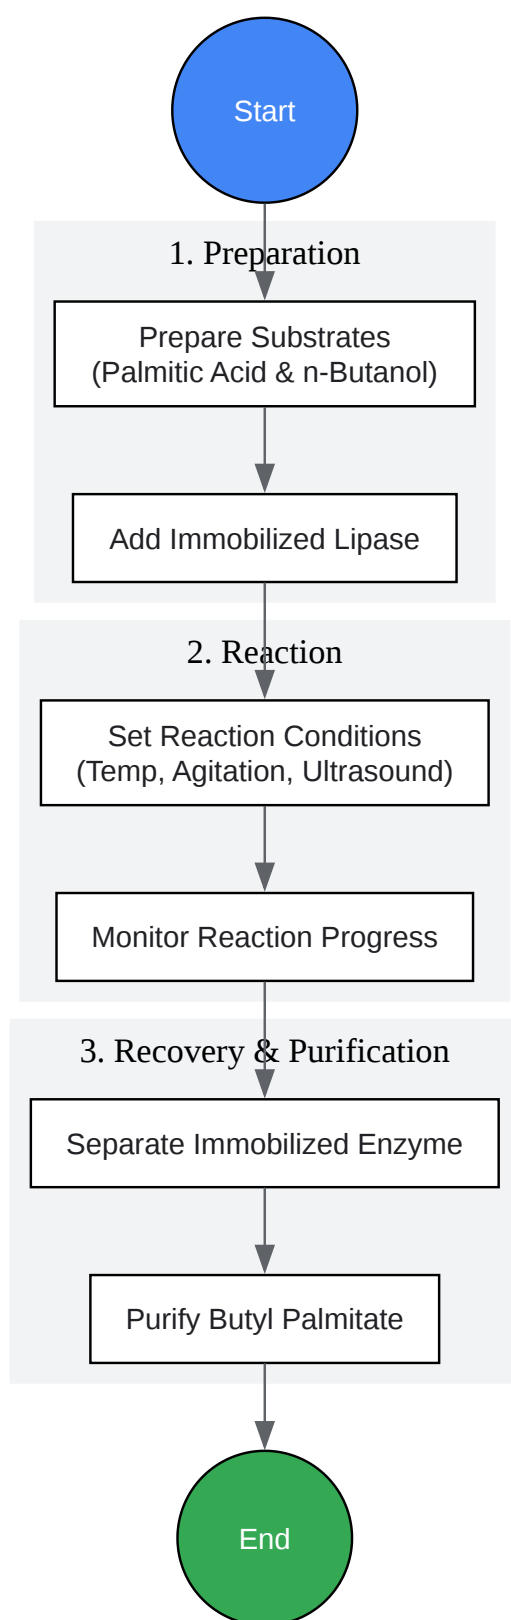 Start
1. Preparation
Prepare Substrates
(Palmitic Acid & n-Butanol)
Add Immobilized Lipase
2. Reaction
Set Reaction Conditions
(Temp, Agitation, Ultrasound)
Monitor Reaction Progress
3. Recovery & Purification
Separate Immobilized Enzyme
Purify Butyl Palmitate
End